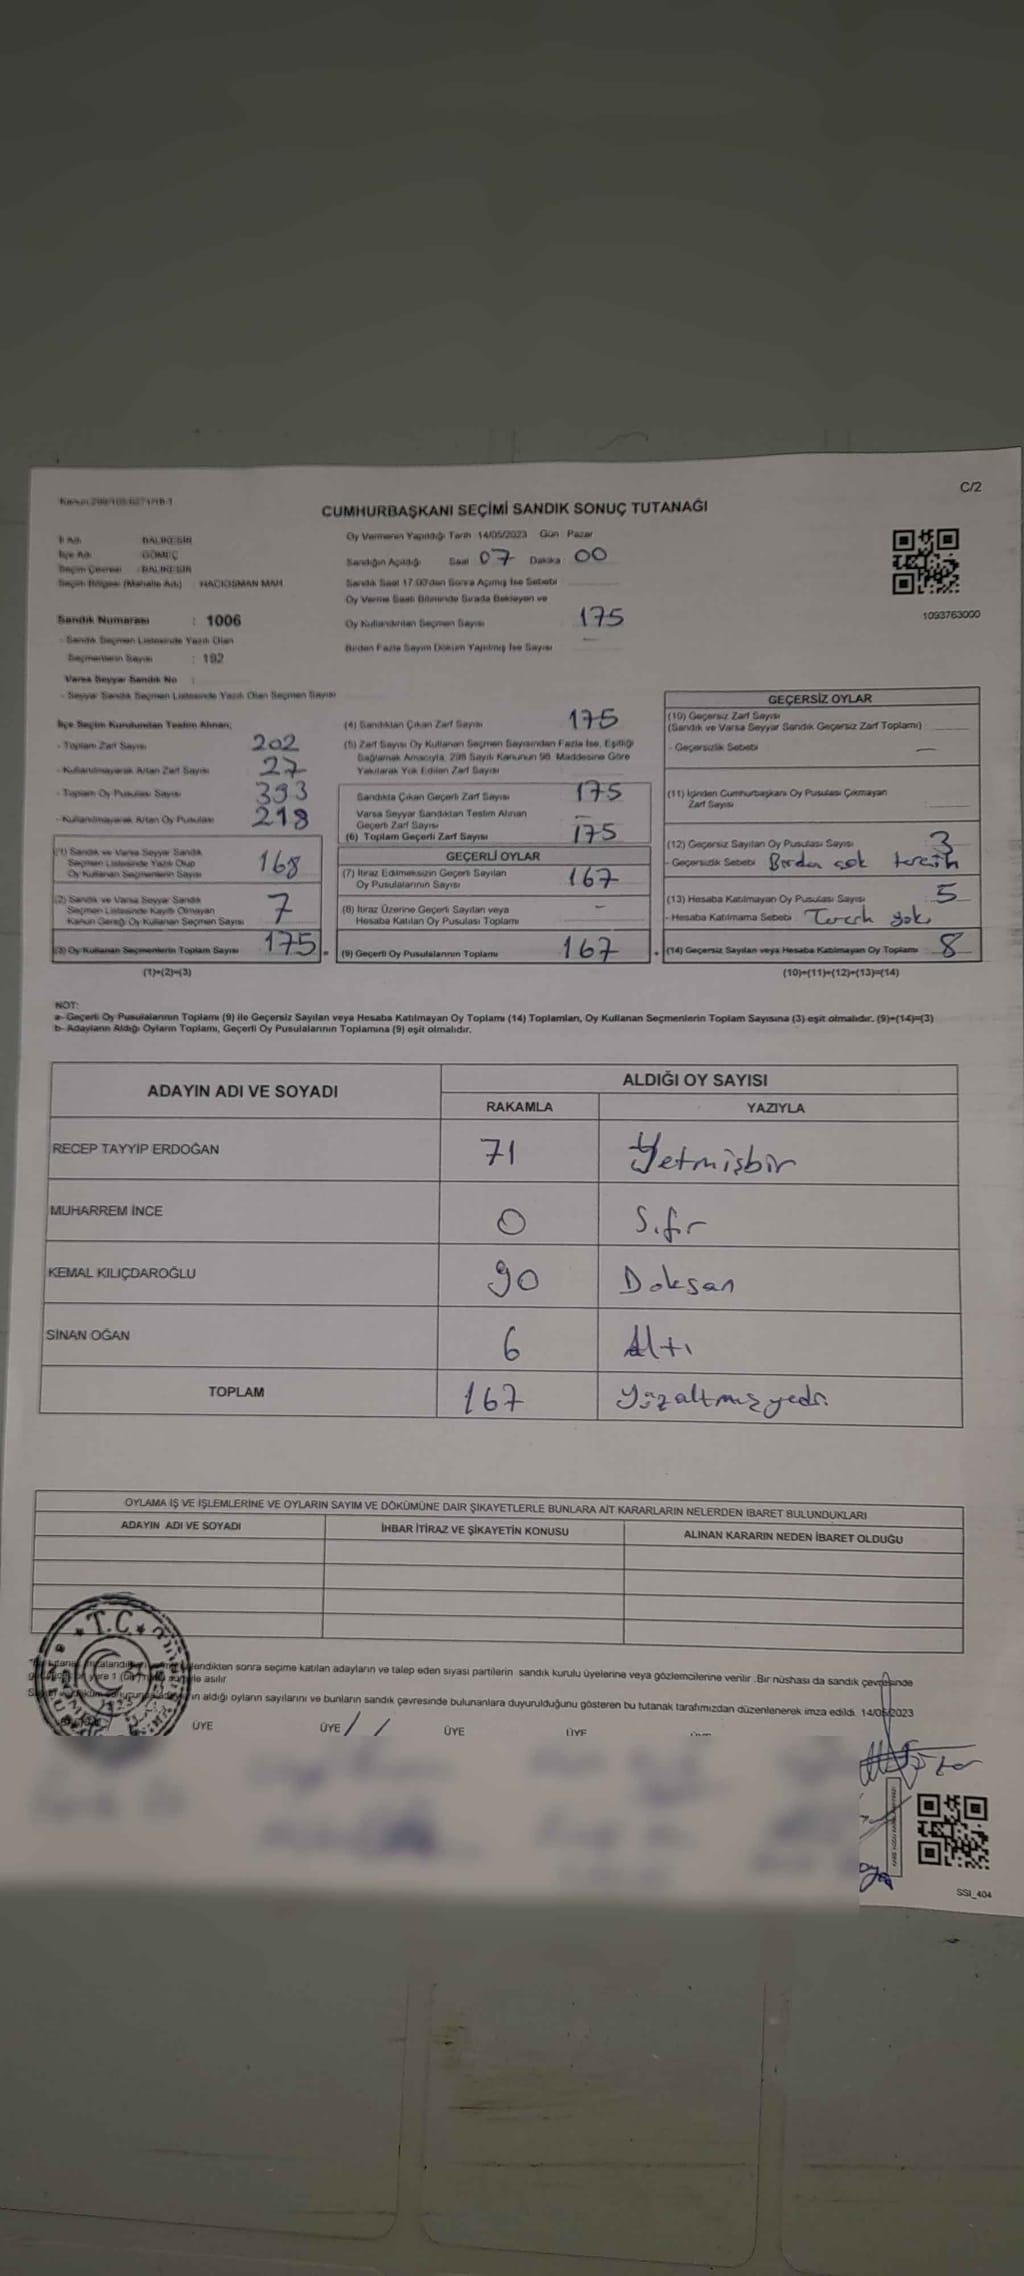 C/2
CUMHURBAŞKANI SEÇİMİ SANDIK SONUÇ TUTANAĞI
İl Adı : BALIKESİR
İlçe Adı : GÖMEÇ
Seçim Çevresi : BALIKESİR
Seçim Bölgesi (Mahalle Adı) : HACIOSMAN MAH.
Sandık Numarası : 1006
- Sandık Seçmen Listesinde Yazılı Olan
Seçmenlerin Sayısı : 192
Varsa Seyyar Sandık No :
- Seyyar Sandık Seçmen Listesinde Yazılı Olan Seçmen Sayısı
Oy Vermenin Yapıldığı Tarih 14/05/2023 Gün : Pazar
Sandığın Açıldığı Saat 07 Dakika 00
Sandık Saat 17:00'den Sonra Açılmış İse Sebebi
Oy Verme Saati Bitiminde Sırada Bekleyen ve
Oy Kullandırılan Seçmen Sayısı 175
Birden Fazla Sayım Döküm Yapılmış İse Sayısı —
1093763000
İlçe Seçim Kurulundan Teslim Alınan;
- Toplam Zarf Sayısı 202
- Kullanılmayarak Artan Zarf Sayısı 27
- Toplam Oy Pusulası Sayısı 393
- Kullanılmayarak Artan Oy Pusulası 218
(1) Sandık ve Varsa Seyyar Sandık
Seçmen Listesinde Yazılı Olup
Oy Kullanan Seçmenlerin Sayısı 168
(2) Sandık ve Varsa Seyyar Sandık
Seçmen Listesinde Kayıtlı Olmayan
Kanun Gereği Oy Kullanan Seçmen Sayısı 7
(3) Oy Kullanan Seçmenlerin Toplam Sayısı 175 =
(1)+(2)=(3)
(4) Sandıktan Çıkan Zarf Sayısı 175
(5) Zarf Sayısı Oy Kullanan Seçmen Sayısından Fazla İse, Eşitliği
Sağlamak Amacıyla, 298 Sayılı Kanunun 98. Maddesine Göre
Yakılarak Yok Edilen Zarf Sayısı
Sandıkta Çıkan Geçerli Zarf Sayısı 175
Varsa Seyyar Sandıktan Teslim Alınan
Geçerli Zarf Sayısı —
(6) Toplam Geçerli Zarf Sayısı 175
GEÇERLİ OYLAR
(7) İtiraz Edilmeksizin Geçerli Sayılan
Oy Pusulalarının Sayısı 167
(8) İtiraz Üzerine Geçerli Sayılan veya
Hesaba Katılan Oy Pusulası Toplamı -
(9) Geçerli Oy Pusulalarının Toplamı 167 +
GEÇERSİZ OYLAR
(10) Geçersiz Zarf Sayısı
(Sandık ve Varsa Seyyar Sandık Geçersiz Zarf Toplamı)
- Geçersizlik Sebebi —
(11) İçinden Cumhurbaşkanı Oy Pusulası Çıkmayan
Zarf Sayısı
(12) Geçersiz Sayılan Oy Pusulası Sayısı 3
- Geçersizlik Sebebi Birden çok tercih
(13) Hesaba Katılmayan Oy Pusulası Sayısı 5
- Hesaba Katılmama Sebebi Tercih yok
(14) Geçersiz Sayılan veya Hesaba Katılmayan Oy Toplamı 8
(10)+(11)+(12)+(13)=(14)
NOT:
a- Geçerli Oy Pusulalarının Toplamı (9) ile Geçersiz Sayılan veya Hesaba Katılmayan Oy Toplamı (14) Toplamları, Oy Kullanan Seçmenlerin Toplam Sayısına (3) eşit olmalıdır. (9)+(14)=(3)
b- Adayların Aldığı Oyların Toplamı, Geçerli Oy Pusulalarının Toplamına (9) eşit olmalıdır.
ADAYIN ADI VE SOYADI
ALDIĞI OY SAYISI
RAKAMLA YAZIYLA
RECEP TAYYİP ERDOĞAN 71 Yetmişbir
MUHARREM İNCE 0 Sıfır
KEMAL KILIÇDAROĞLU 90 Doksan
SİNAN OĞAN 6 Altı
TOPLAM 167 Yüzaltmışyedi
OYLAMA İŞ VE İŞLEMLERİNE VE OYLARIN SAYIM VE DÖKÜMÜNE DAİR ŞİKAYETLERLE BUNLARA AİT KARARLARIN NELERDEN İBARET BULUNDUKLARI
ADAYIN ADI VE SOYADI İHBAR İTİRAZ VE ŞİKAYETİN KONUSU ALINAN KARARIN NEDEN İBARET OLDUĞU
T.C.
sonra seçime katılan adayların ve talep eden siyasi partilerin sandık kurulu üyelerine veya gözlemcilerine verilir. Bir nüshası da sandık çevresinde
asılır
aldığı oyların sayılarını ve bunların sandık çevresinde bulunanlara duyurulduğunu gösteren bu tutanak tarafımızdan düzenlenerek imza edildi. 14/05/2023
ÜYE ÜYE ÜYE ÜYE
SSI_404